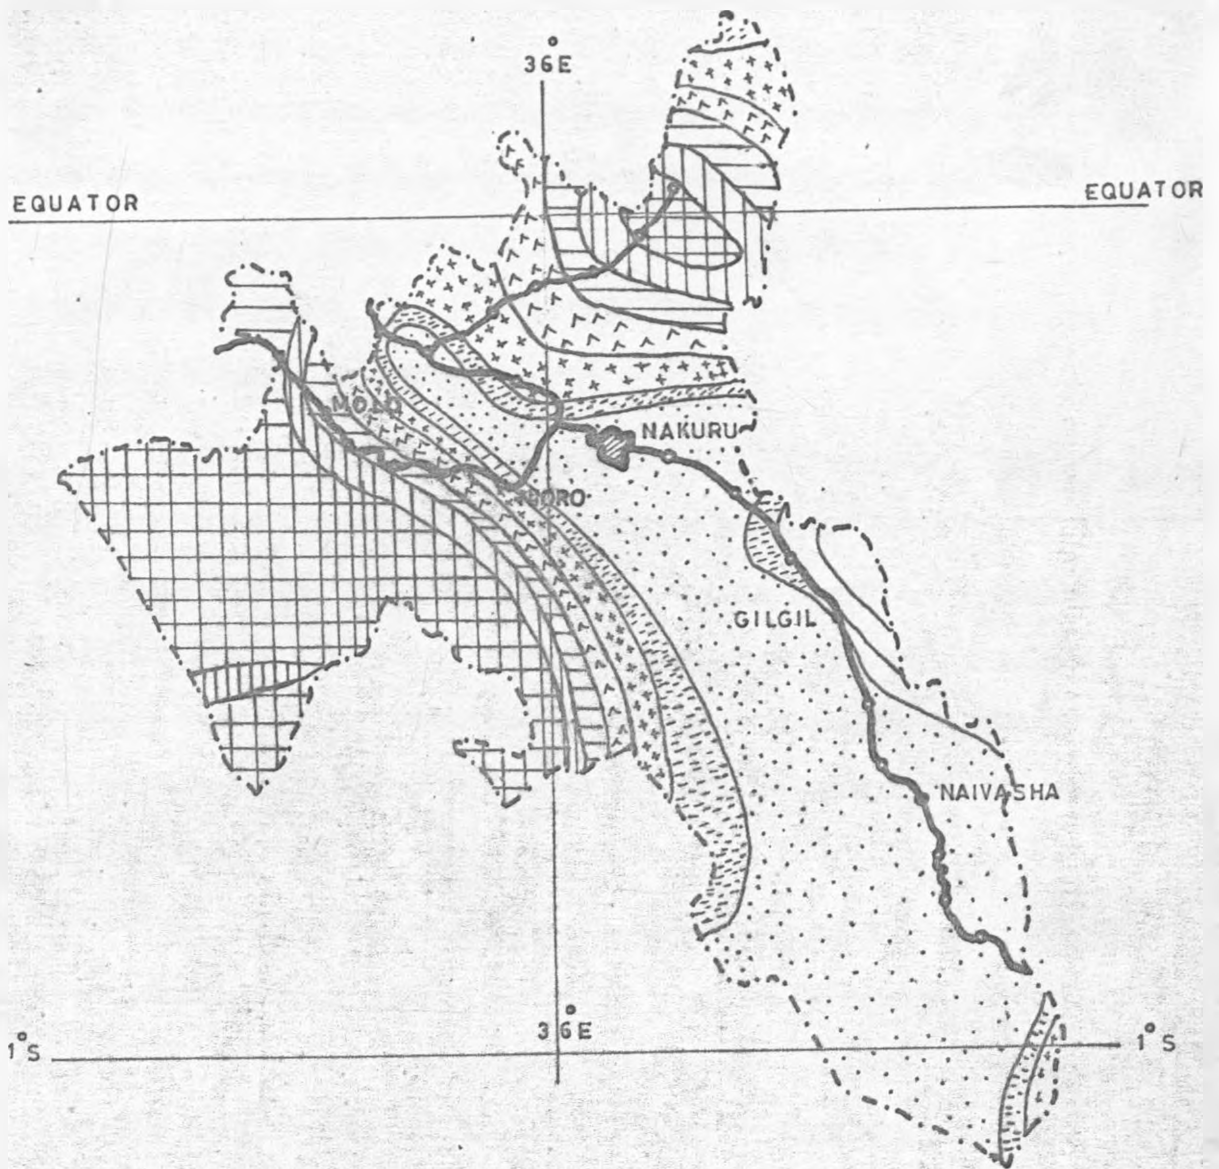 36°E
EQUATOR
EQUATOR
MOLO
NAKURU
NJORO
GILGIL
NAIVASHA
36°E
1°S
1°S